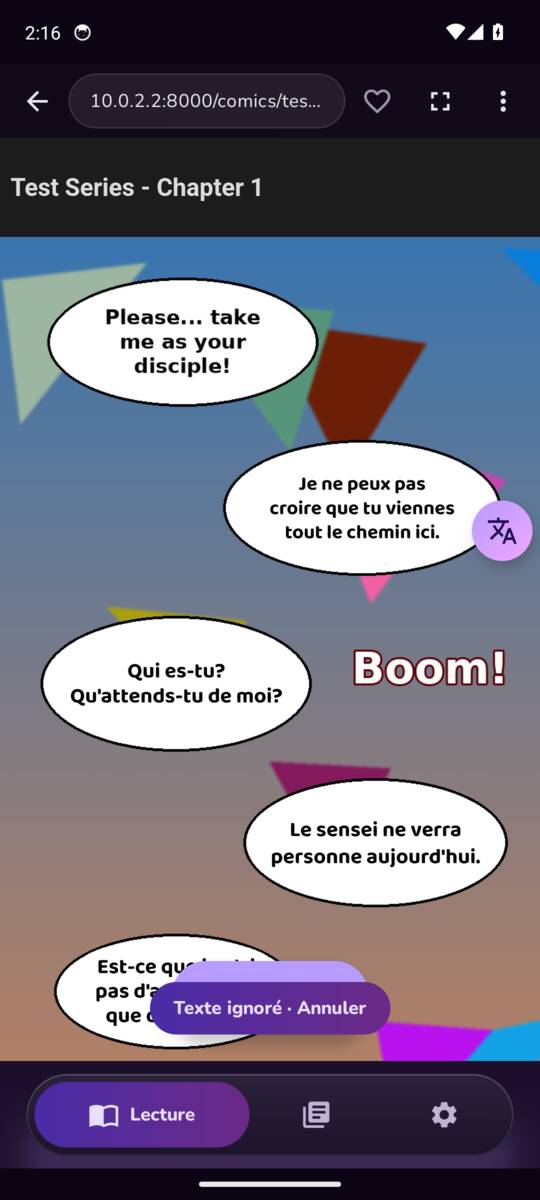 2:16
10.0.2.2:8000/comics/tes...
Test Series - Chapter 1
Please... take
me as your
disciple!
Je ne peux pas
croire que tu viennes
tout le chemin ici.
Qui es-tu?
Qu'attends-tu de moi?
Boom!
Le sensei ne verra
personne aujourd'hui.
Est-ce
pas
que
Texte ignoré · Annuler
Lecture